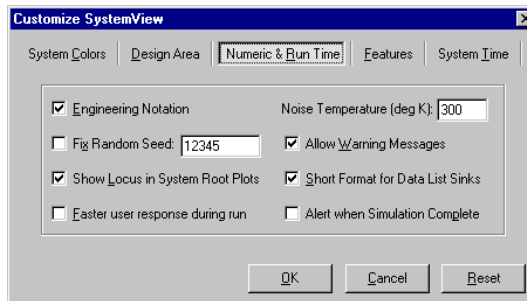 Customize SystemView
System Colors Design Area Numeric & Run Time Features System Time
Engineering Notation Noise Temperature (deg K): 300
Fix Random Seed: 12345 Allow Warning Messages
Show Locus in System Root Plots Short Format for Data List Sinks
Faster user response during run Alert when Simulation Complete
OK Cancel Reset